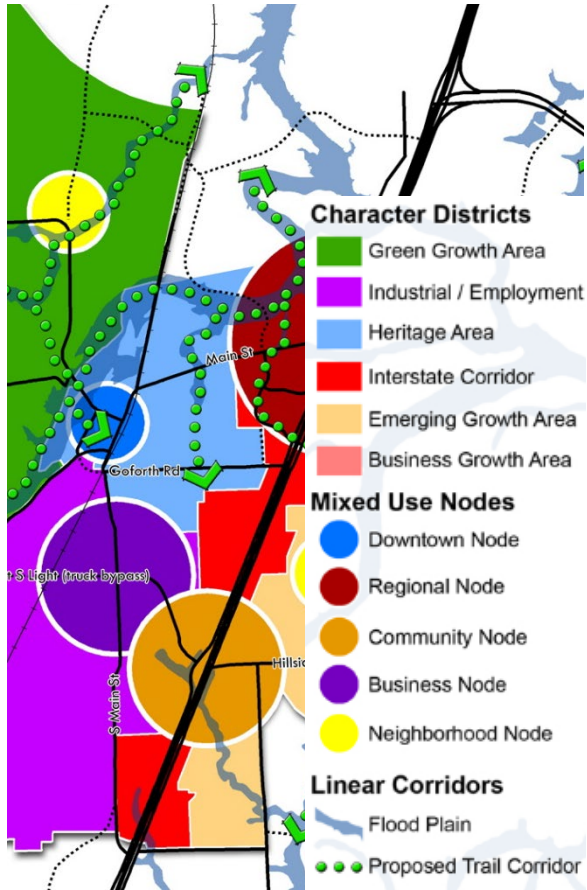 Main St
Goforth Rd
t S Light (truck bypass)
S Main St
Hillsid
Character Districts
Green Growth Area
Industrial / Employment
Heritage Area
Interstate Corridor
Emerging Growth Area
Business Growth Area
Mixed Use Nodes
Downtown Node
Regional Node
Community Node
Business Node
Neighborhood Node
Linear Corridors
Flood Plain
Proposed Trail Corridor